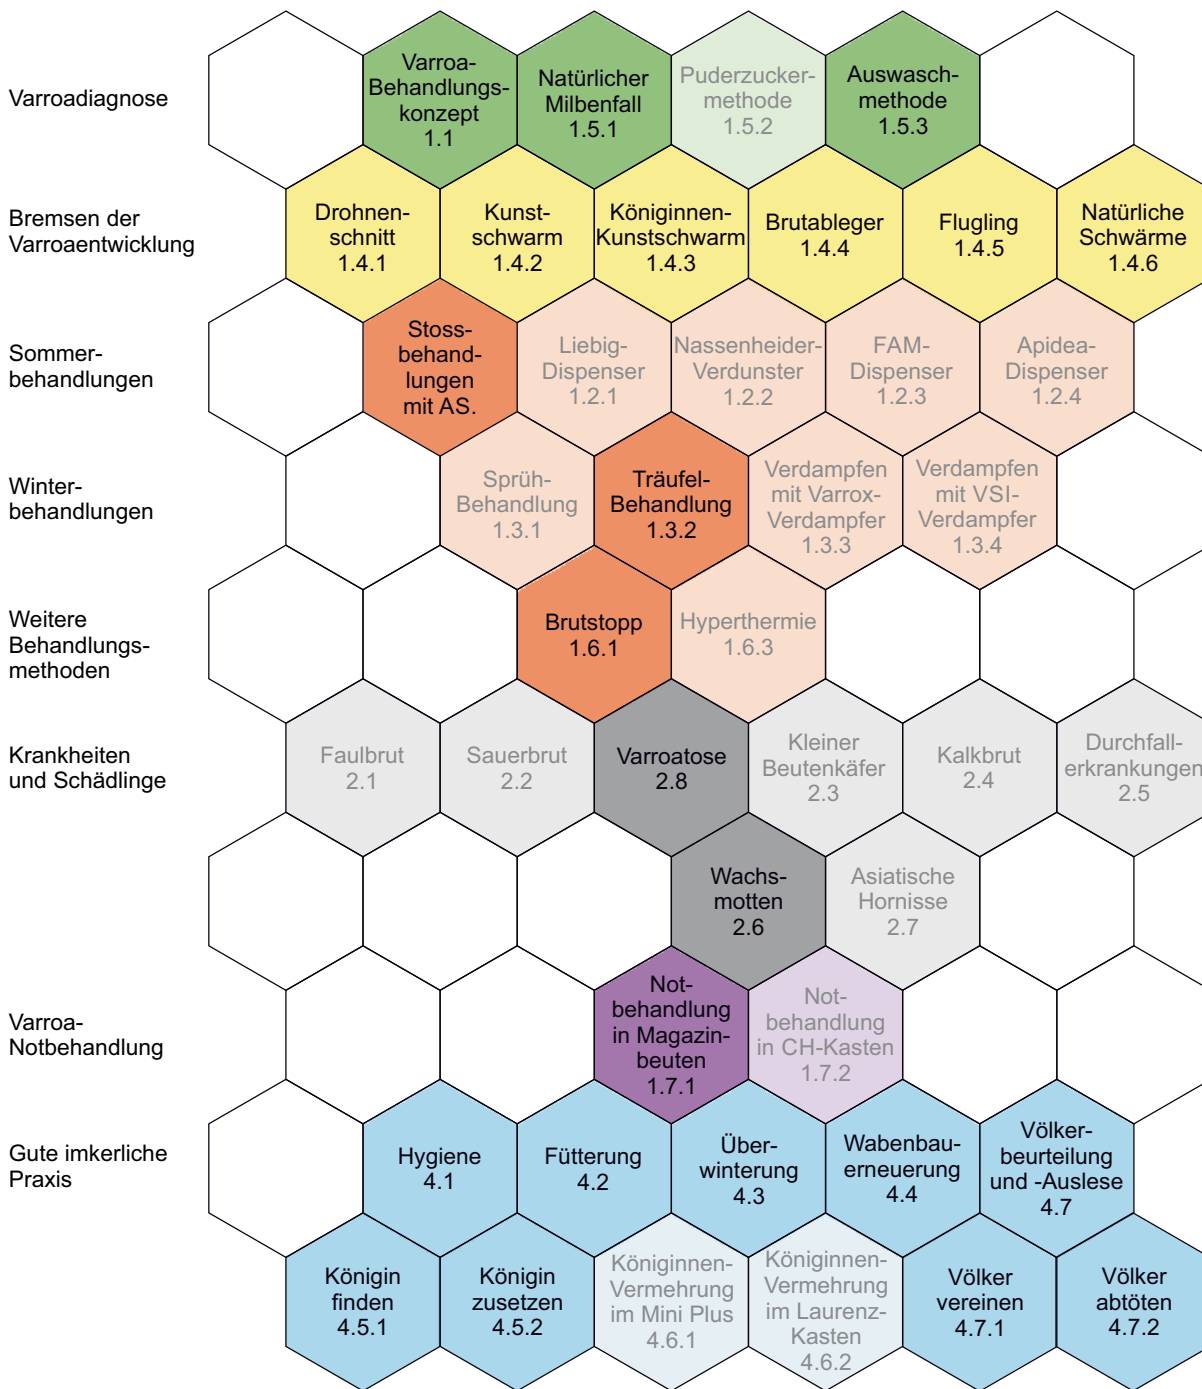 Varroadiagnose
Varroa-
Behandlungs-
konzept
1.1
Natürlicher
Milbenfall
1.5.1
Puderzucker-
methode
1.5.2
Auswasch-
methode
1.5.3
Bremsen der
Varroaentwicklung
Drohnen-
schnitt
1.4.1
Kunst-
schwarm
1.4.2
Königinnen-
Kunstschwarm
1.4.3
Brutableger
1.4.4
Flugling
1.4.5
Natürliche
Schwärme
1.4.6
Sommer-
behandlungen
Stoss-
behand-
lungen
mit AS.
Liebig-
Dispenser
1.2.1
Nassenheider-
Verdunster
1.2.2
FAM-
Dispenser
1.2.3
Apidea-
Dispenser
1.2.4
Winter-
behandlungen
Sprüh-
Behandlung
1.3.1
Träufel-
Behandlung
1.3.2
Verdampfen
mit Varrox-
Verdampfer
1.3.3
Verdampfen
mit VSI-
Verdampfer
1.3.4
Weitere
Behandlungs-
methoden
Brutstopp
1.6.1
Hyperthermie
1.6.3
Krankheiten
und Schädlinge
Faulbrut
2.1
Sauerbrut
2.2
Varroatose
2.8
Kleiner
Beutenkäfer
2.3
Kalkbrut
2.4
Durchfall-
erkrankungen
2.5
Wachs-
motten
2.6
Asiatische
Hornisse
2.7
Varroa-
Notbehandlung
Not-
behandlung
in Magazin-
beuten
1.7.1
Not-
behandlung
in CH-Kasten
1.7.2
Gute imkerliche
Praxis
Hygiene
4.1
Fütterung
4.2
Über-
winterung
4.3
Wabenbau-
erneuerung
4.4
Völker-
beurteilung
und -Auslese
4.7
Königin
finden
4.5.1
Königin
zusetzen
4.5.2
Königinnen-
Vermehrung
im Mini Plus
4.6.1
Königinnen-
Vermehrung
im Laurenz-
Kasten
4.6.2
Völker
vereinen
4.7.1
Völker
abtöten
4.7.2